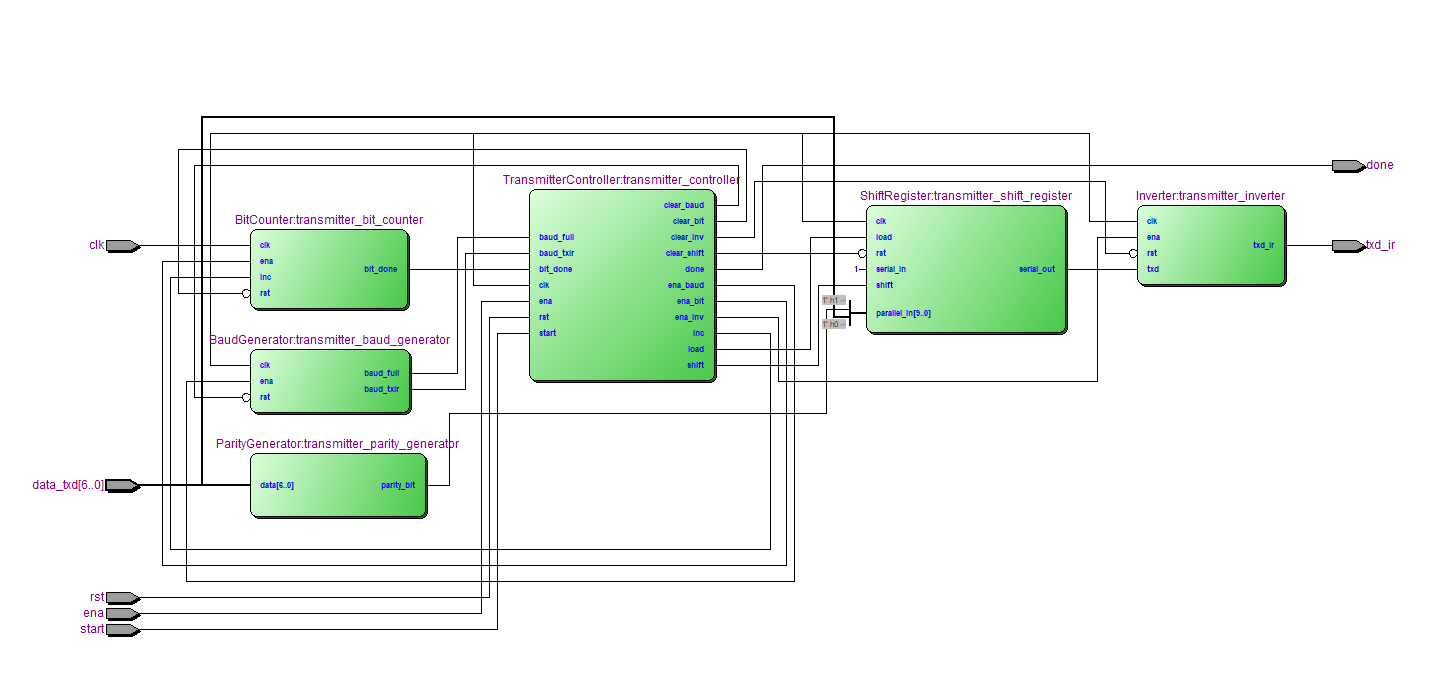 clk
data_txd[6..0]
rst
ena
start
BitCounter:transmitter_bit_counter
clk
ena
inc
rst
bit_done
BaudGenerator:transmitter_baud_generator
clk
ena
rst
baud_full
baud_txir
ParityGenerator:transmitter_parity_generator
data[6..0]
parity_bit
TransmitterController:transmitter_controller
baud_full
baud_txir
bit_done
clk
ena
rst
start
clear_baud
clear_bit
clear_inv
clear_shift
done
ena_baud
ena_bit
ena_inv
inc
load
shift
ShiftRegister:transmitter_shift_register
clk
load
rst
1
serial_in
shift
1' h1
1' h0
parallel_in[9..0]
serial_out
Inverter:transmitter_inverter
clk
ena
rst
txd
txd_ir
done
txd_ir